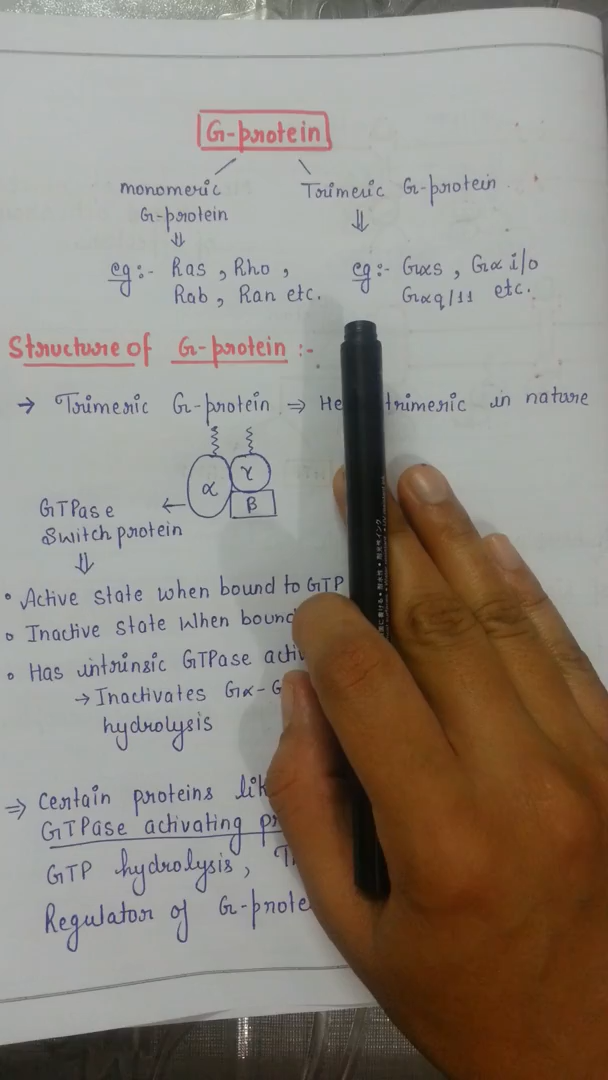 G-protein
monomeric
G-protein
⇓
eg:- Ras, Rho,
Rab, Ran etc.
Trimeric G-protein
⇓
eg:- Gαs, Gα i/o
Gαq/11 etc.
Structure of G-protein :-
→ Trimeric G-protein ⇒ He trimeric in nature
α γ
β
GTPase ←
Switch protein
⇓
• Active state when bound to GTP
• Inactive state when bound
• Has intrinsic GTPase acti
→ Inactivates Gα-G
hydrolysis
⇒ Certain proteins lik
GTPase activating pr
GTP hydrolysis, T
Regulator of G-prote